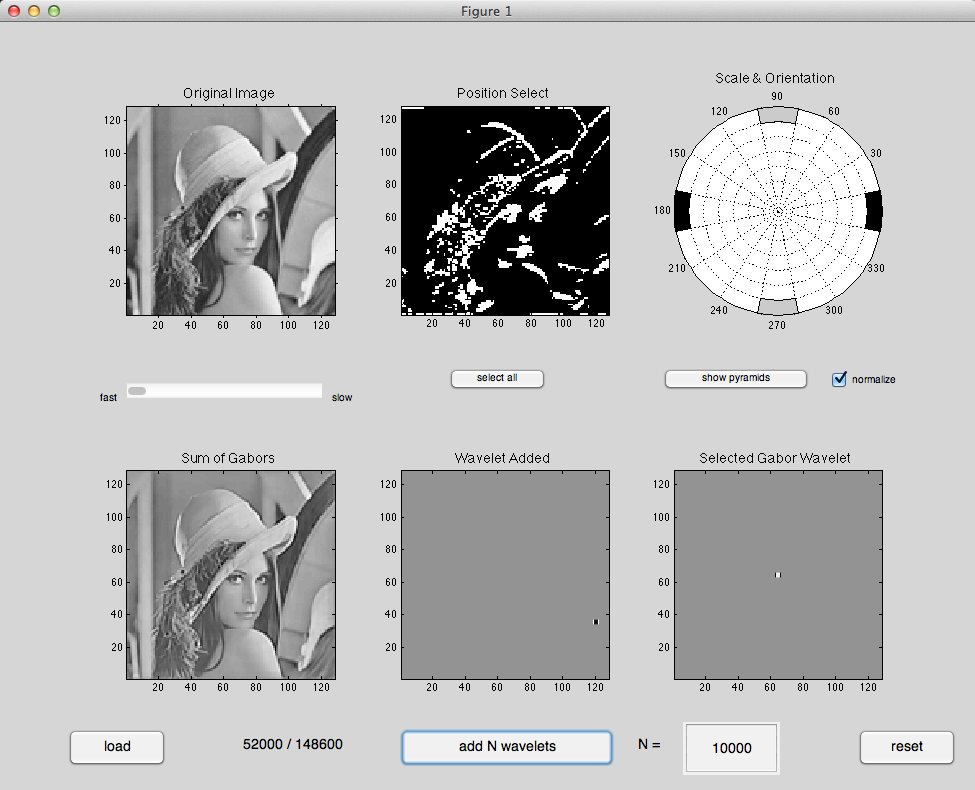 Figure 1
Original Image
120
100
80
60
40
20
20 40 60 80 100 120
fast slow
Position Select
120
100
80
60
40
20
20 40 60 80 100 120
select all
Scale & Orientation
90
120 60
150 30
180
210 330
240 300
270
show pyramids normalize
Sum of Gabors
120
100
80
60
40
20
20 40 60 80 100 120
Wavelet Added
120
100
80
60
40
20
20 40 60 80 100 120
Selected Gabor Wavelet
120
100
80
60
40
20
20 40 60 80 100 120
load 52000 / 148600 add N wavelets N = 10000 reset